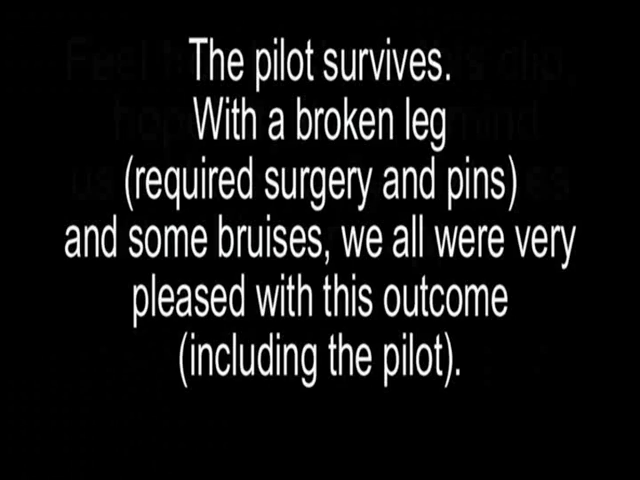 The pilot survives.
With a broken leg
(required surgery and pins)
and some bruises, we all were very
pleased with this outcome
(including the pilot).